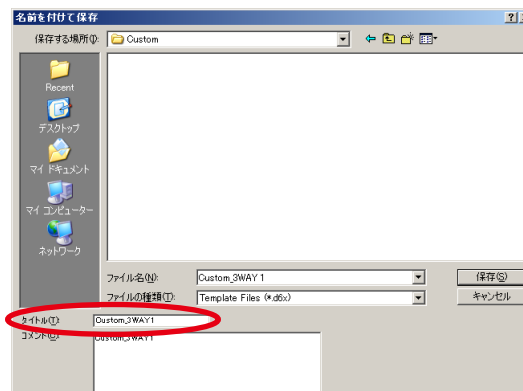 名前を付けて保存
保存する場所(I):
Custom
Recent
デスクトップ
マイ ドキュメント
マイ コンピューター
ネットワーク
ファイル名(N):
Custom_3WAY 1
保存(S)
ファイルの種類(T):
Template Files (*.d6x)
キャンセル
タイトル(T):
Custom_3WAY1
コメント(C):
Custom_3WAY1